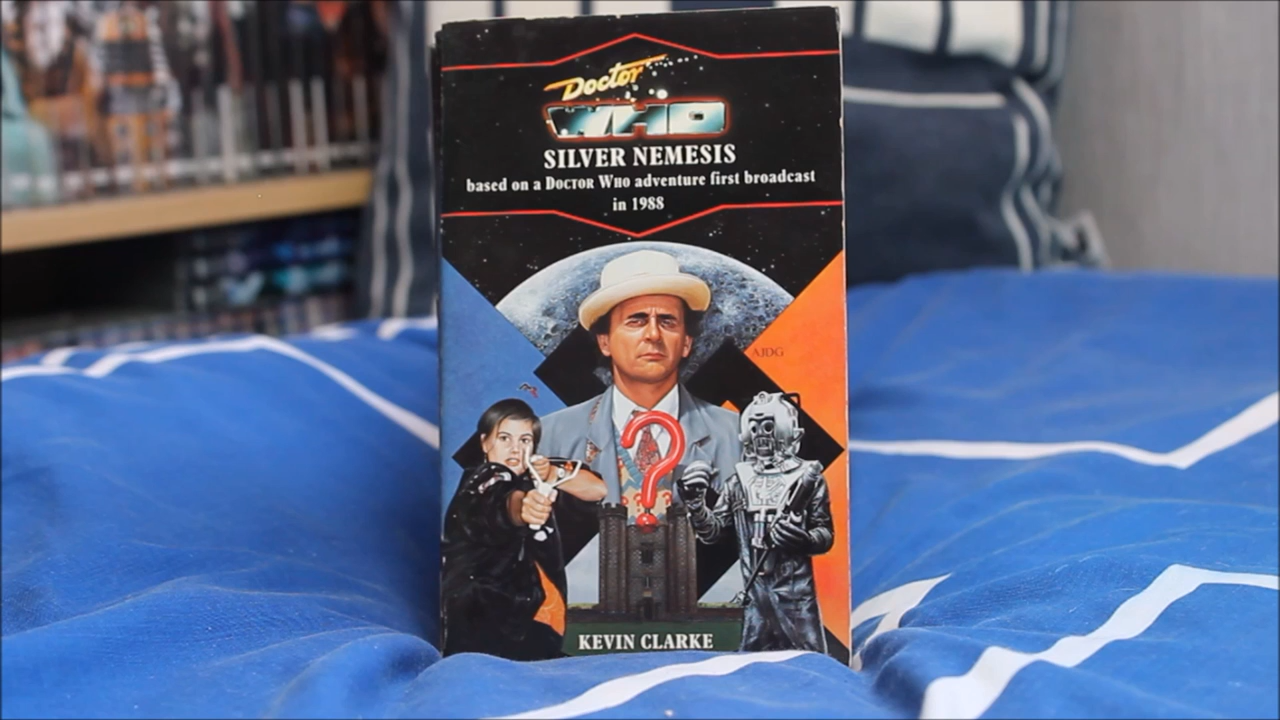 Doctor
WHO
SILVER NEMESIS
based on a DOCTOR WHO adventure first broadcast
in 1988
AJDG
?
KEVIN CLARKE